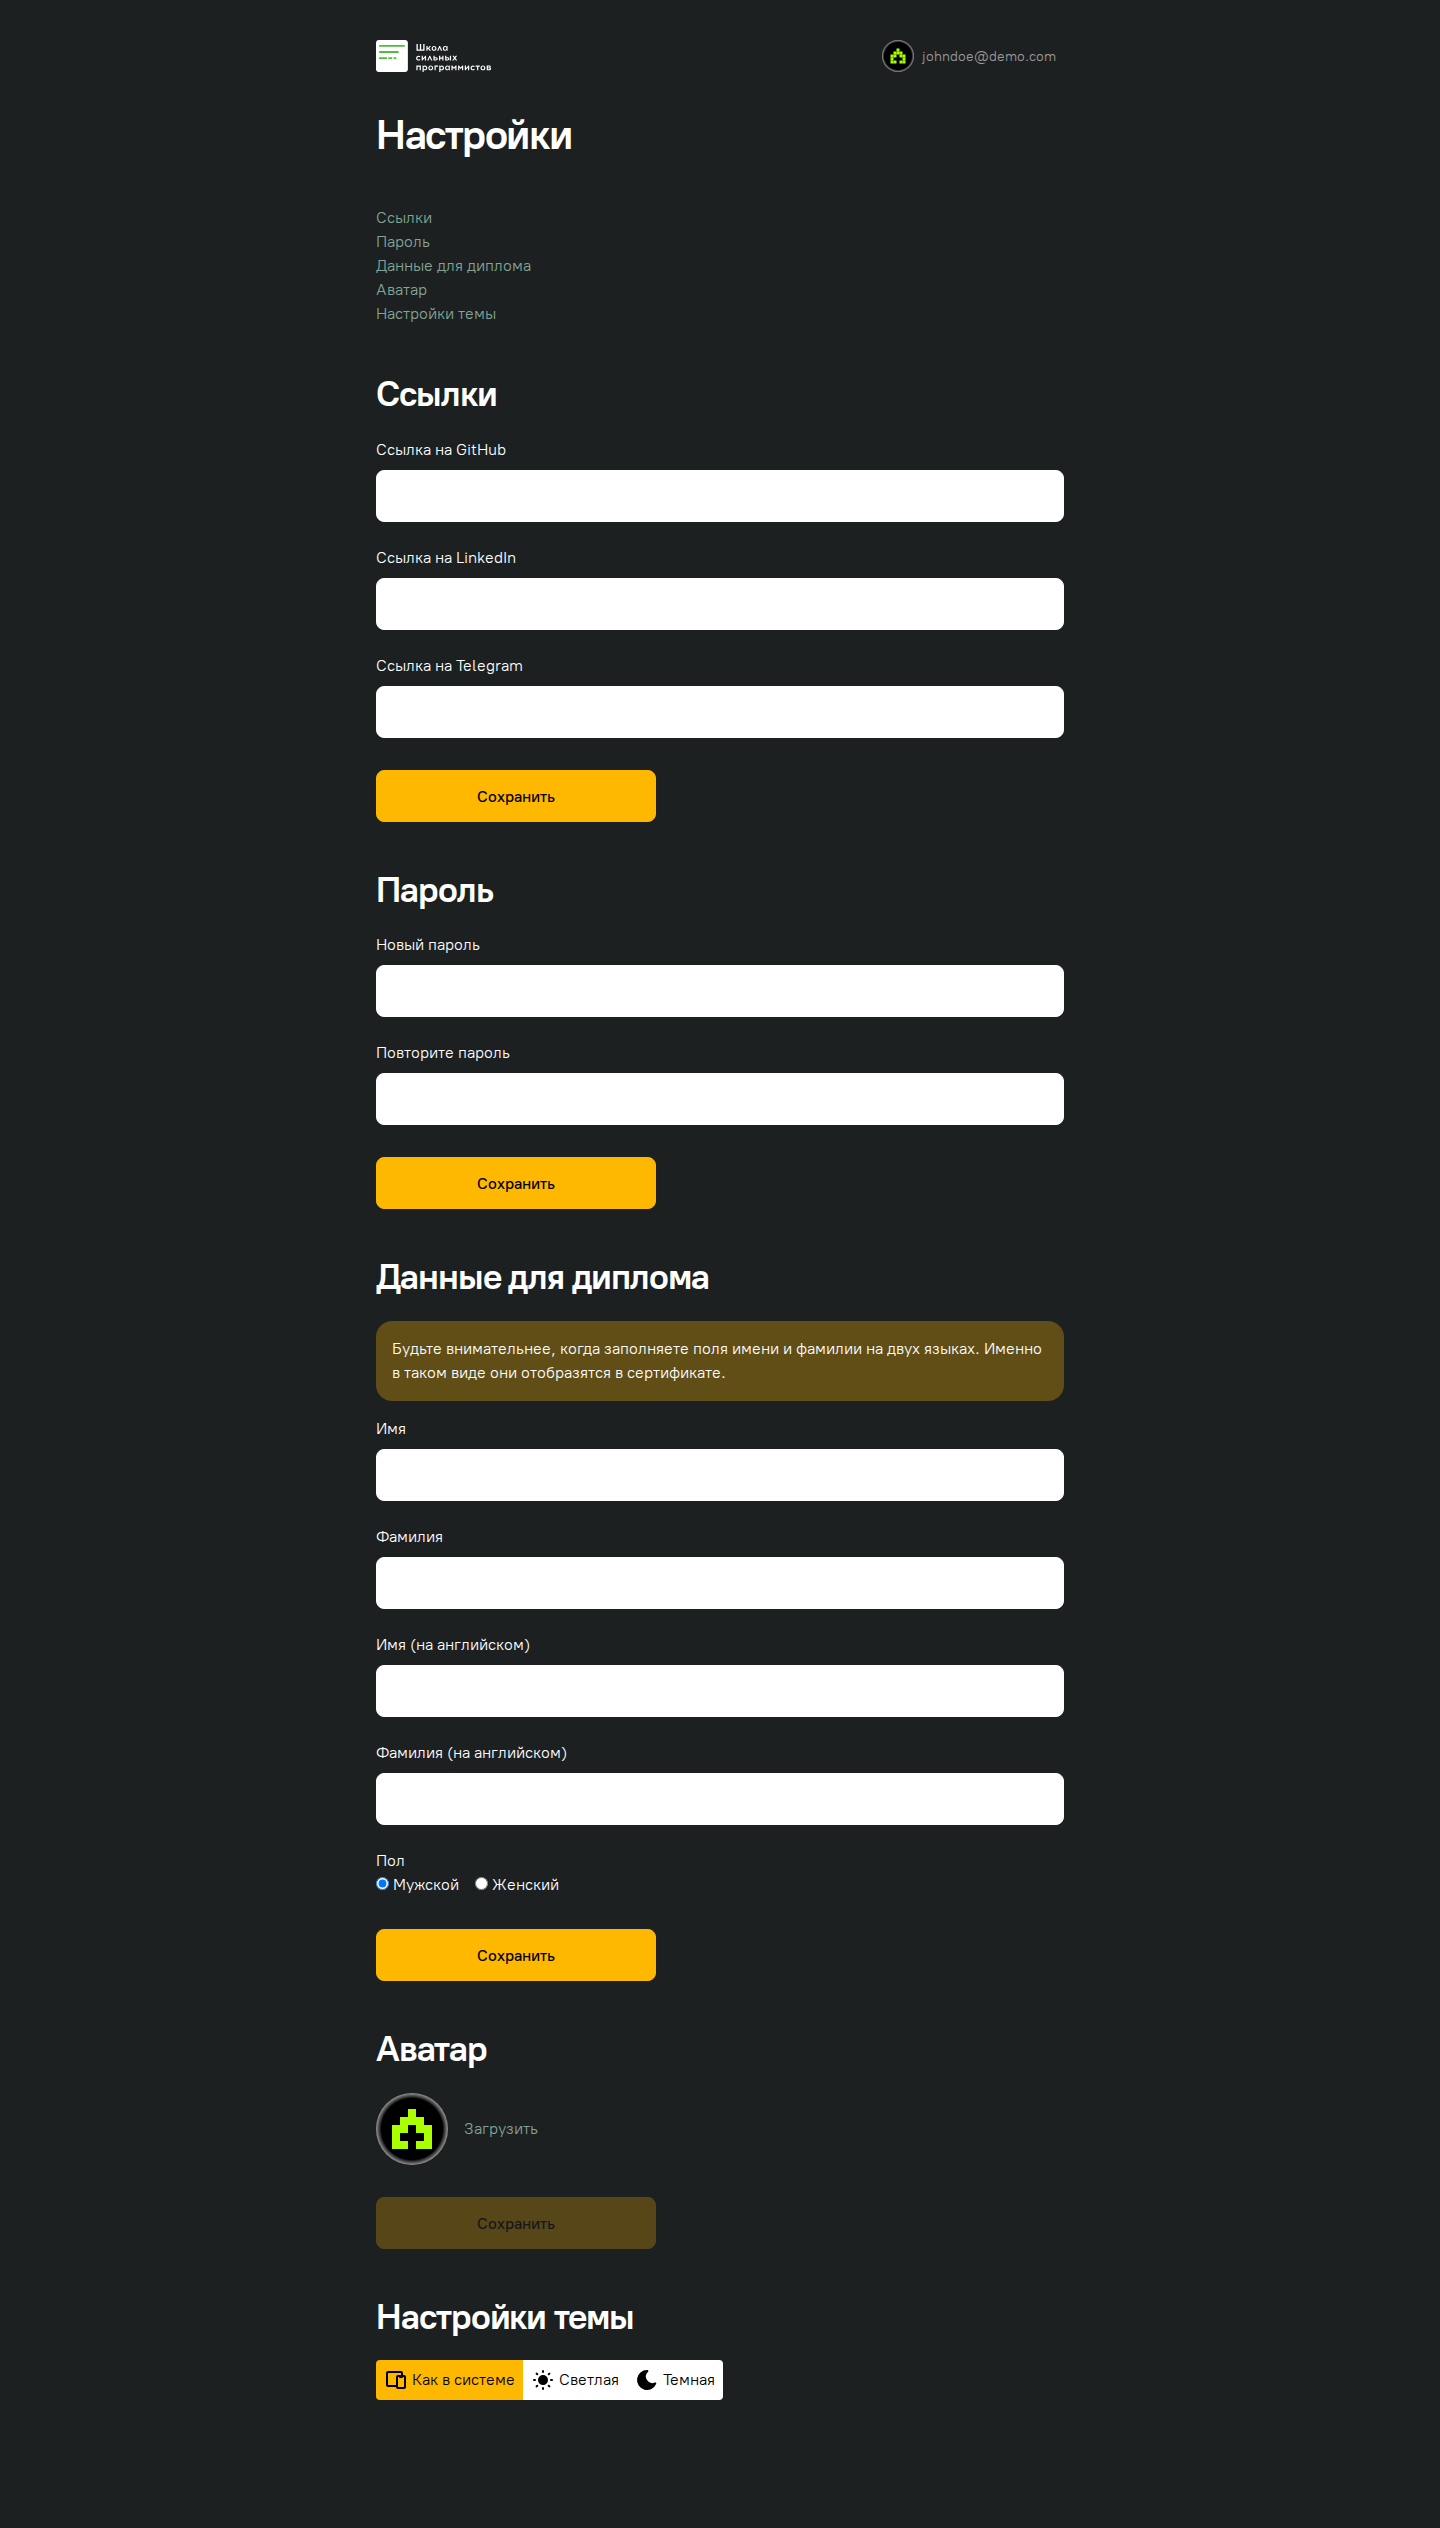 Школа
сильных
программистов
johndoe@demo.com
Настройки
Ссылки
Пароль
Данные для диплома
Аватар
Настройки темы
Ссылки
Ссылка на GitHub
Ссылка на LinkedIn
Ссылка на Telegram
Сохранить
Пароль
Новый пароль
Повторите пароль
Сохранить
Данные для диплома
Будьте внимательнее, когда заполняете поля имени и фамилии на двух языках. Именно
в таком виде они отобразятся в сертификате.
Имя
Фамилия
Имя (на английском)
Фамилия (на английском)
Пол
Мужской Женский
Сохранить
Аватар
Загрузить
Сохранить
Настройки темы
Как в системе Светлая Темная